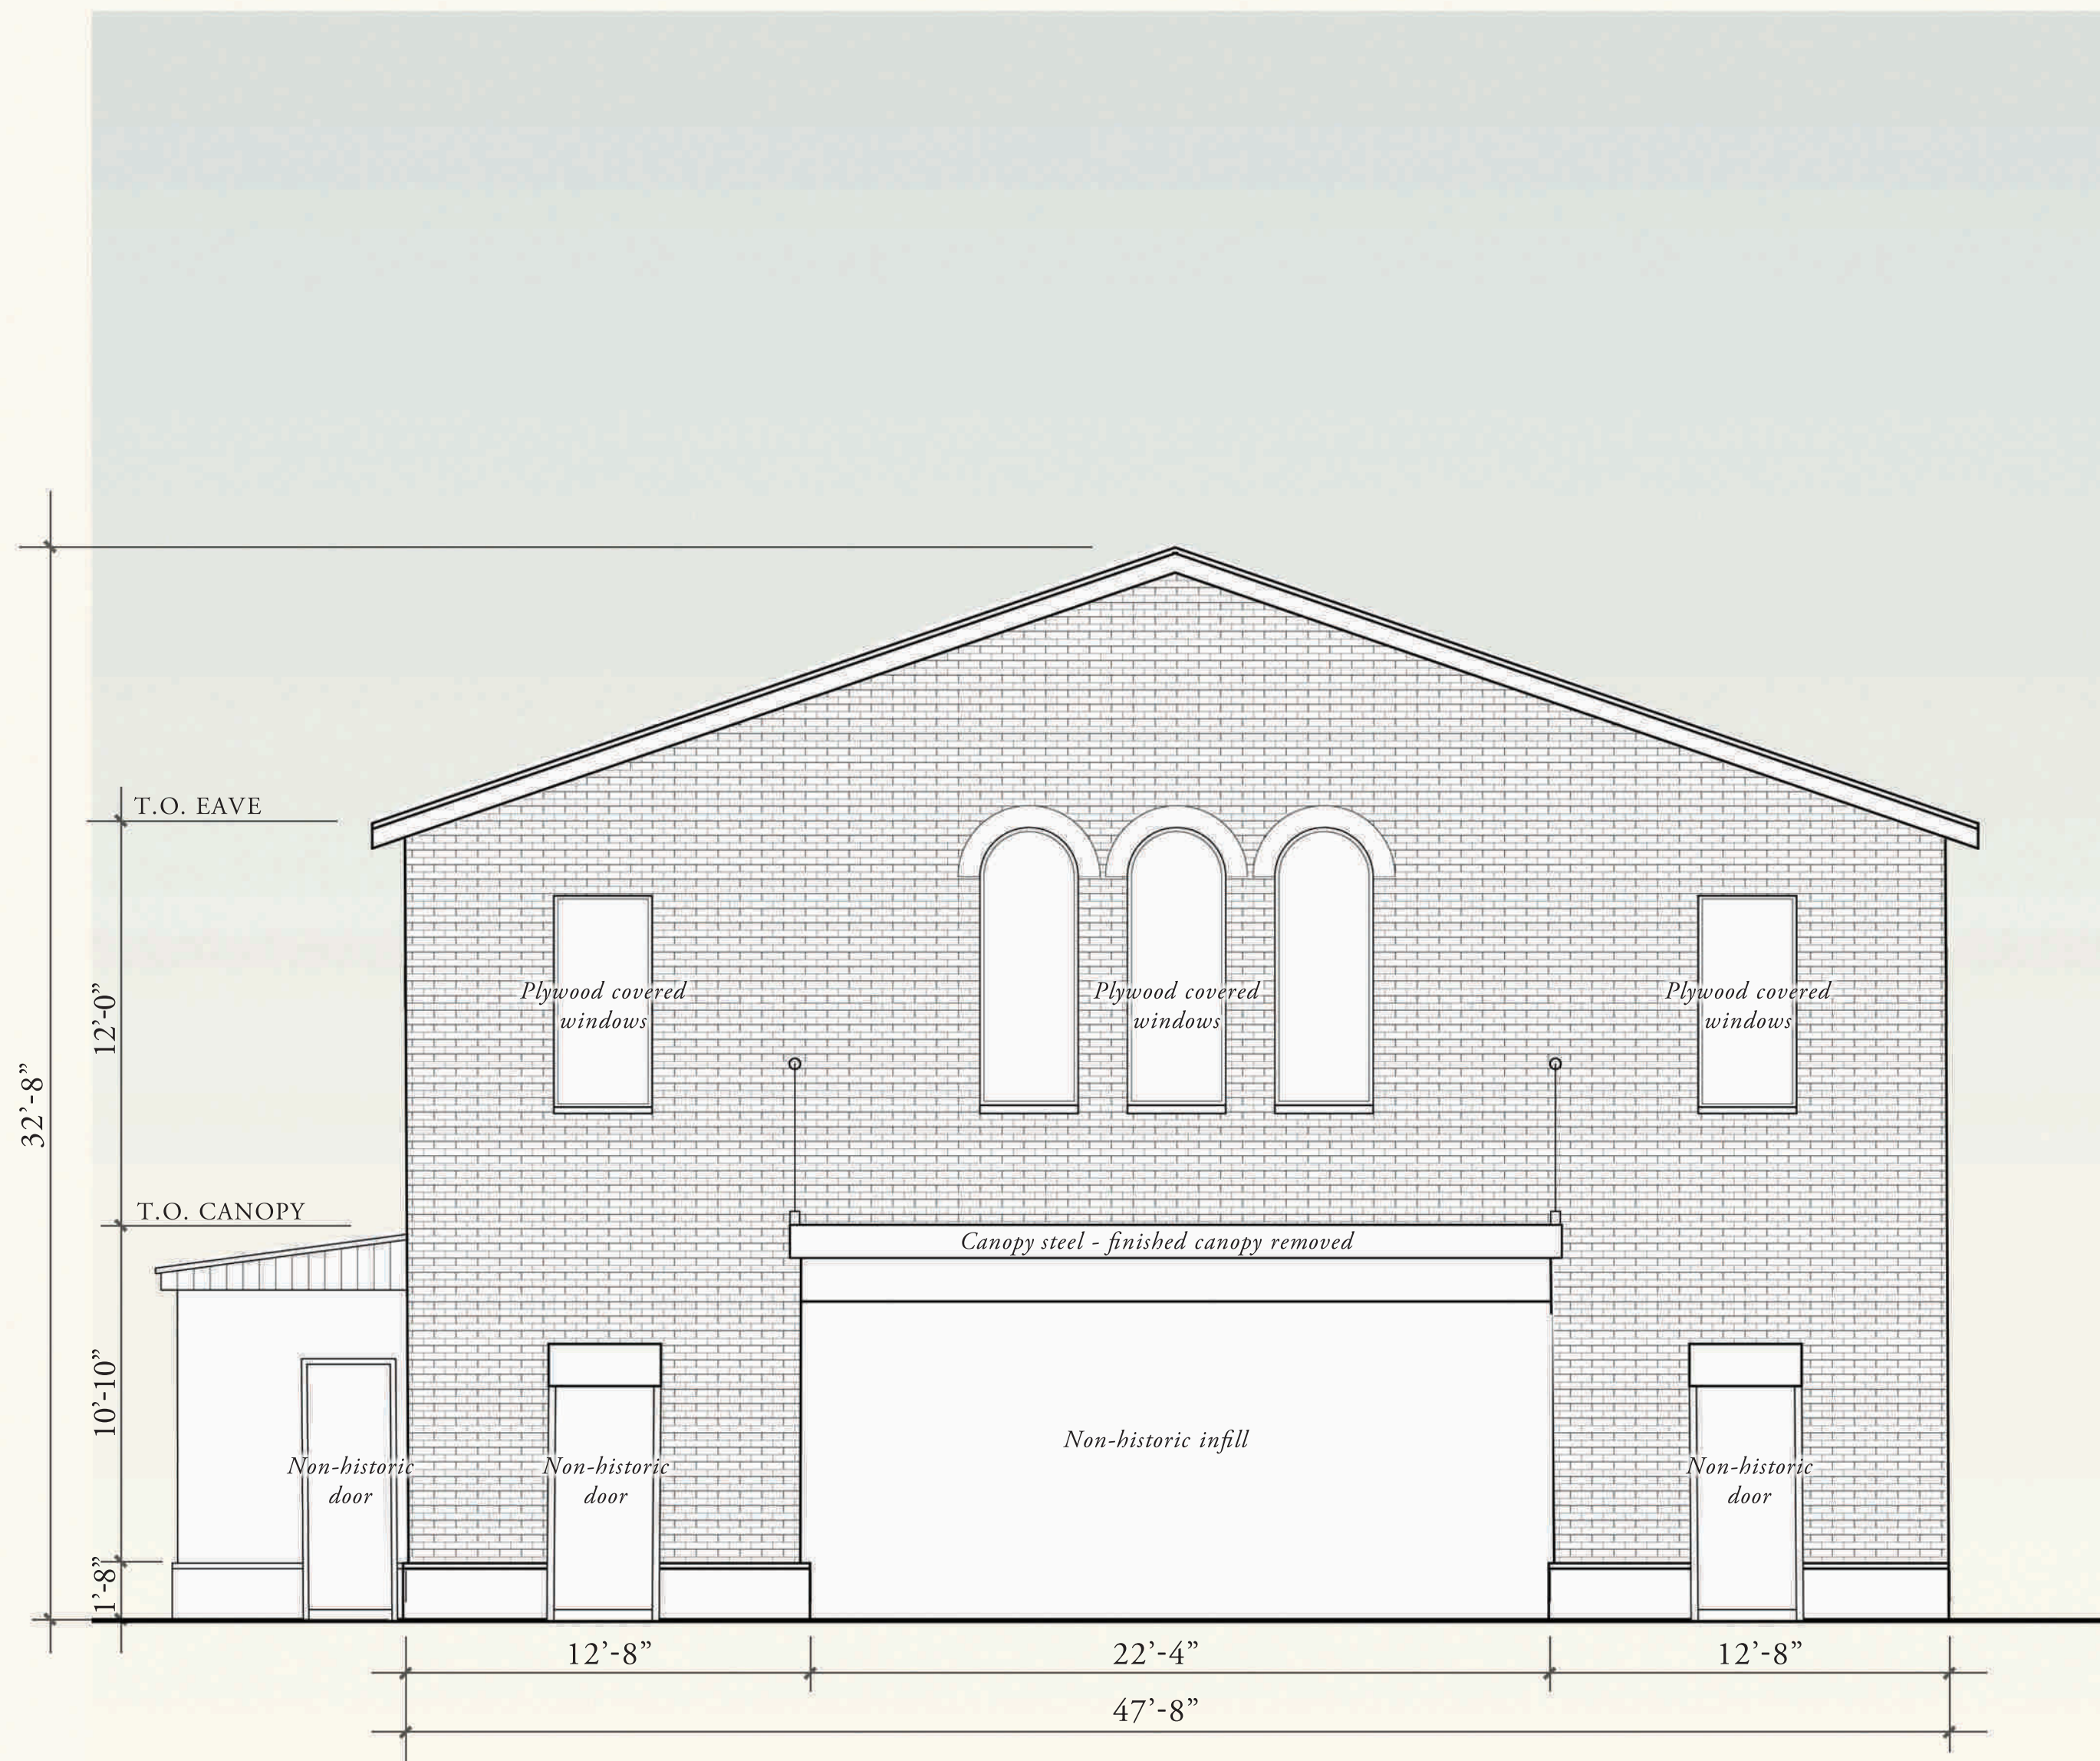 T.O. EAVE
12’-0”
32’-8”
Plywood covered
windows
Plywood covered
windows
Plywood covered
windows
T.O. CANOPY
Canopy steel - finished canopy removed
10’-10”
Non-historic infill
Non-historic
door
Non-historic
door
Non-historic
door
1’-8”
12’-8”
22’-4”
12’-8”
47’-8”